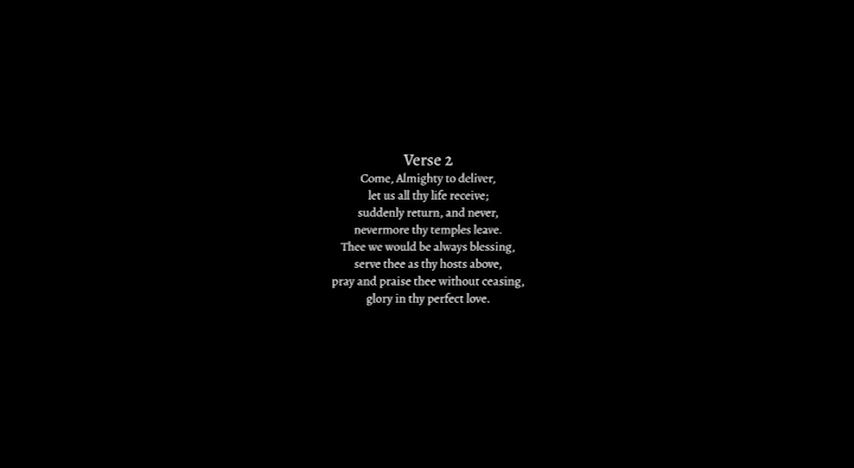 Verse 2
Come, Almighty to deliver,
let us all thy life receive;
suddenly return, and never,
nevermore thy temples leave.
Thee we would be always blessing,
serve thee as thy hosts above,
pray and praise thee without ceasing,
glory in thy perfect love.